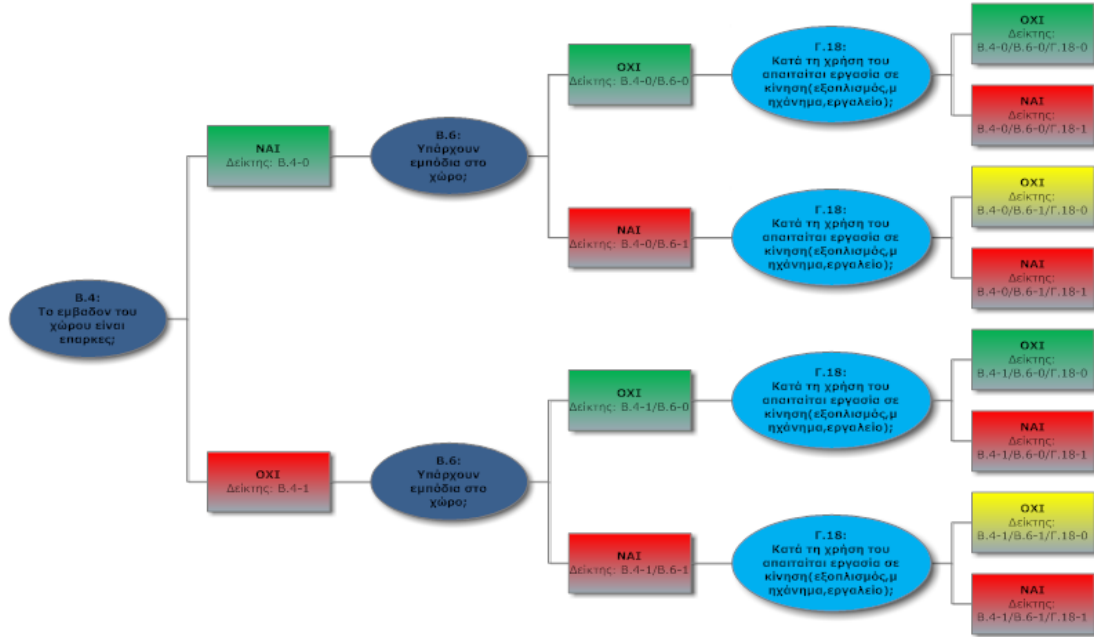 Β.4:
Το εμβαδον του
χώρου είναι
επαρκες;
ΝΑΙ
Δείκτης: Β.4-0
Β.6:
Υπάρχουν
εμπόδια στο
χώρο;
ΟΧΙ
Δείκτης: Β.4-0/Β.6-0
Γ.18:
Κατά τη χρήση του
απαιταίται εργασία σε
κίνηση(εξοπλισμός,μ
ηχάνημα,εργαλείο);
ΟΧΙ
Δείκτης:
Β.4-0/Β.6-0/Γ.18-0
ΝΑΙ
Δείκτης:
Β.4-0/Β.6-0/Γ.18-1
ΝΑΙ
Δείκτης: Β.4-0/Β.6-1
Γ.18:
Κατά τη χρήση του
απαιταίται εργασία σε
κίνηση(εξοπλισμός,μ
ηχάνημα,εργαλείο);
ΟΧΙ
Δείκτης:
Β.4-0/Β.6-1/Γ.18-0
ΝΑΙ
Δείκτης:
Β.4-0/Β.6-1/Γ.18-1
ΟΧΙ
Δείκτης: Β.4-1
Β.6:
Υπάρχουν
εμπόδια στο
χώρο;
ΟΧΙ
Δείκτης: Β.4-1/Β.6-0
Γ.18:
Κατά τη χρήση του
απαιταίται εργασία σε
κίνηση(εξοπλισμός,μ
ηχάνημα,εργαλείο);
ΟΧΙ
Δείκτης:
Β.4-1/Β.6-0/Γ.18-0
ΝΑΙ
Δείκτης:
Β.4-1/Β.6-0/Γ.18-1
ΝΑΙ
Δείκτης: Β.4-1/Β.6-1
Γ.18:
Κατά τη χρήση του
απαιταίται εργασία σε
κίνηση(εξοπλισμός,μ
ηχάνημα,εργαλείο);
ΟΧΙ
Δείκτης:
Β.4-1/Β.6-1/Γ.18-0
ΝΑΙ
Δείκτης:
Β.4-1/Β.6-1/Γ.18-1